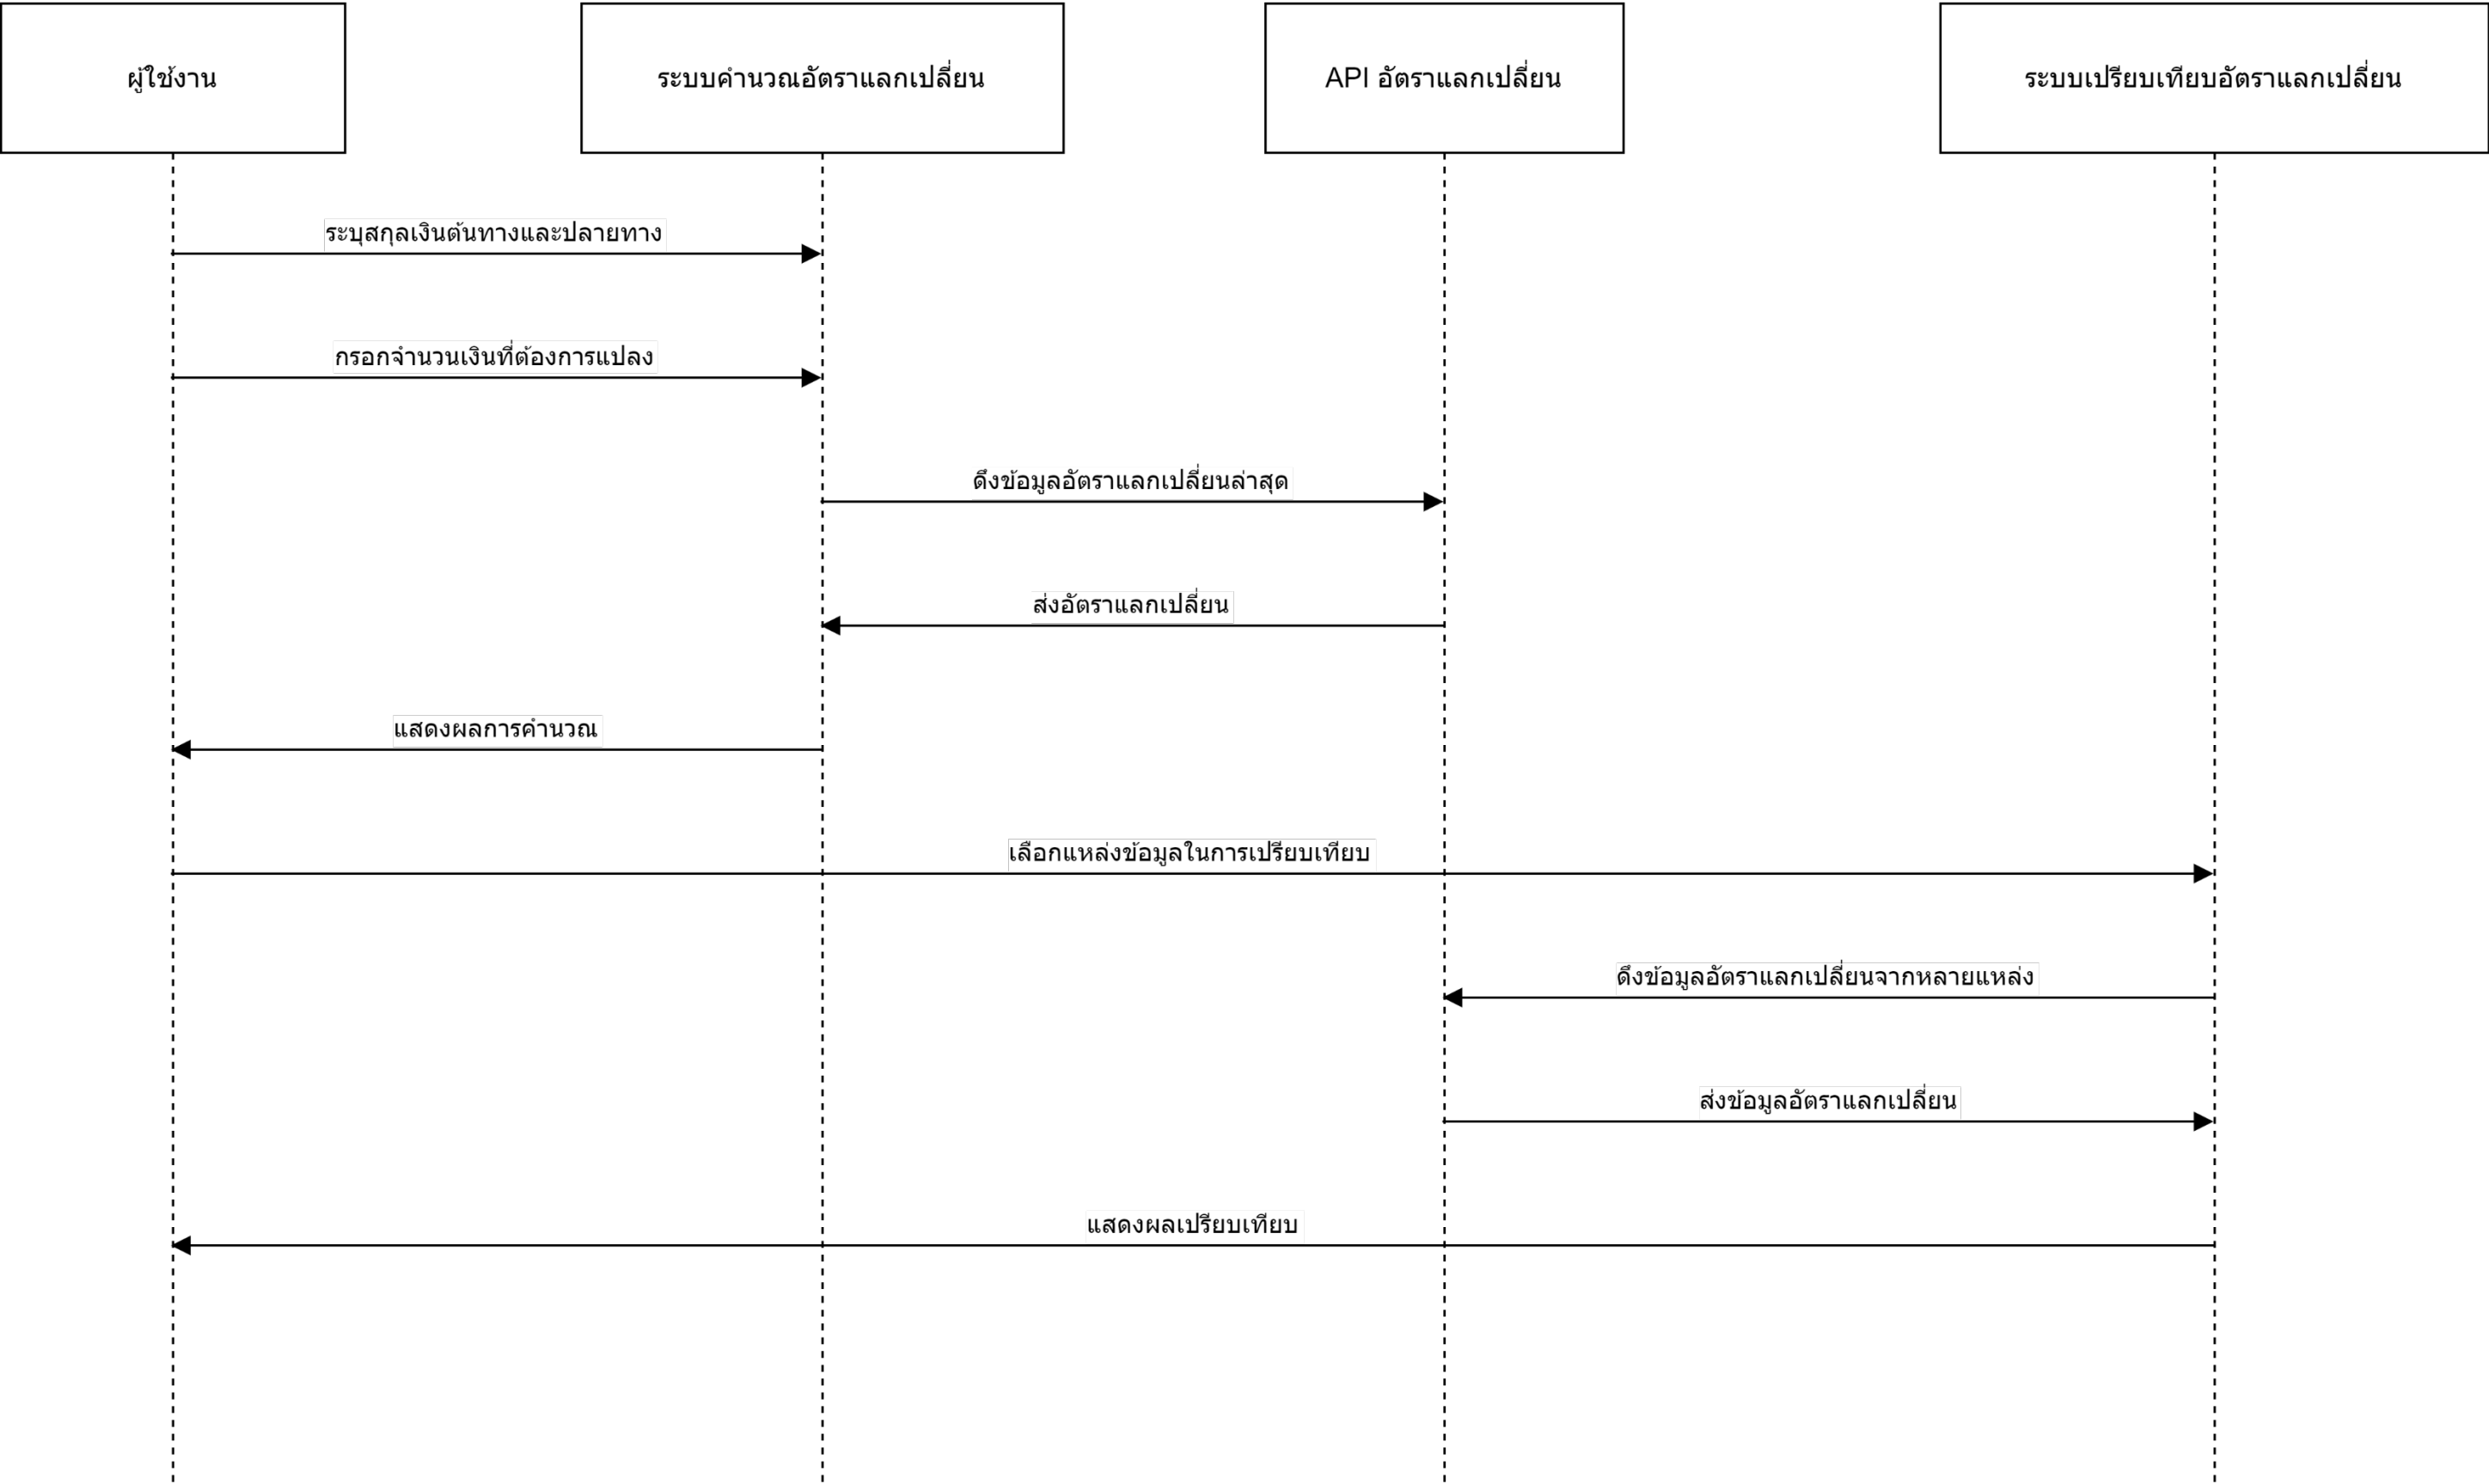 ผู้ใช้งาน
ระบบคำนวณอัตราแลกเปลี่ยน
API อัตราแลกเปลี่ยน
ระบบเปรียบเทียบอัตราแลกเปลี่ยน
ระบุสกุลเงินต้นทางและปลายทาง
กรอกจำนวนเงินที่ต้องการแปลง
ดึงข้อมูลอัตราแลกเปลี่ยนล่าสุด
ส่งอัตราแลกเปลี่ยน
แสดงผลการคำนวณ
เลือกแหล่งข้อมูลในการเปรียบเทียบ
ดึงข้อมูลอัตราแลกเปลี่ยนจากหลายแหล่ง
ส่งข้อมูลอัตราแลกเปลี่ยน
แสดงผลเปรียบเทียบ